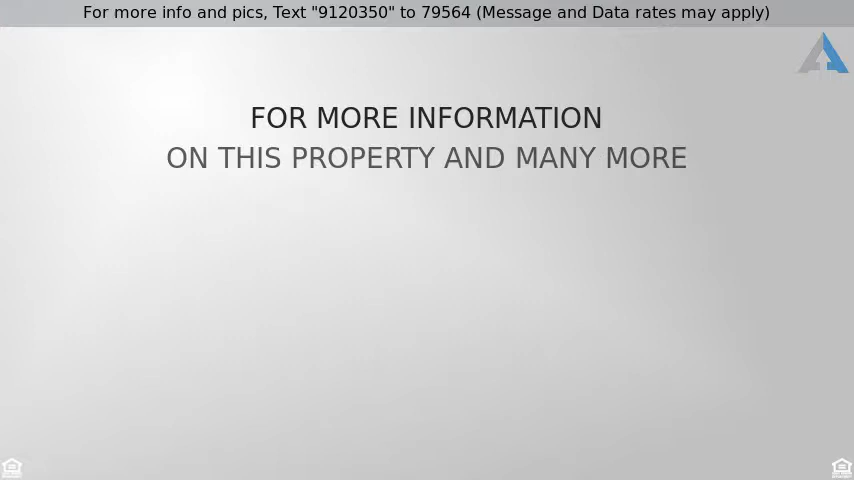 For more info and pics, Text "9120350" to 79564 (Message and Data rates may apply)
FOR MORE INFORMATION
ON THIS PROPERTY AND MANY MORE